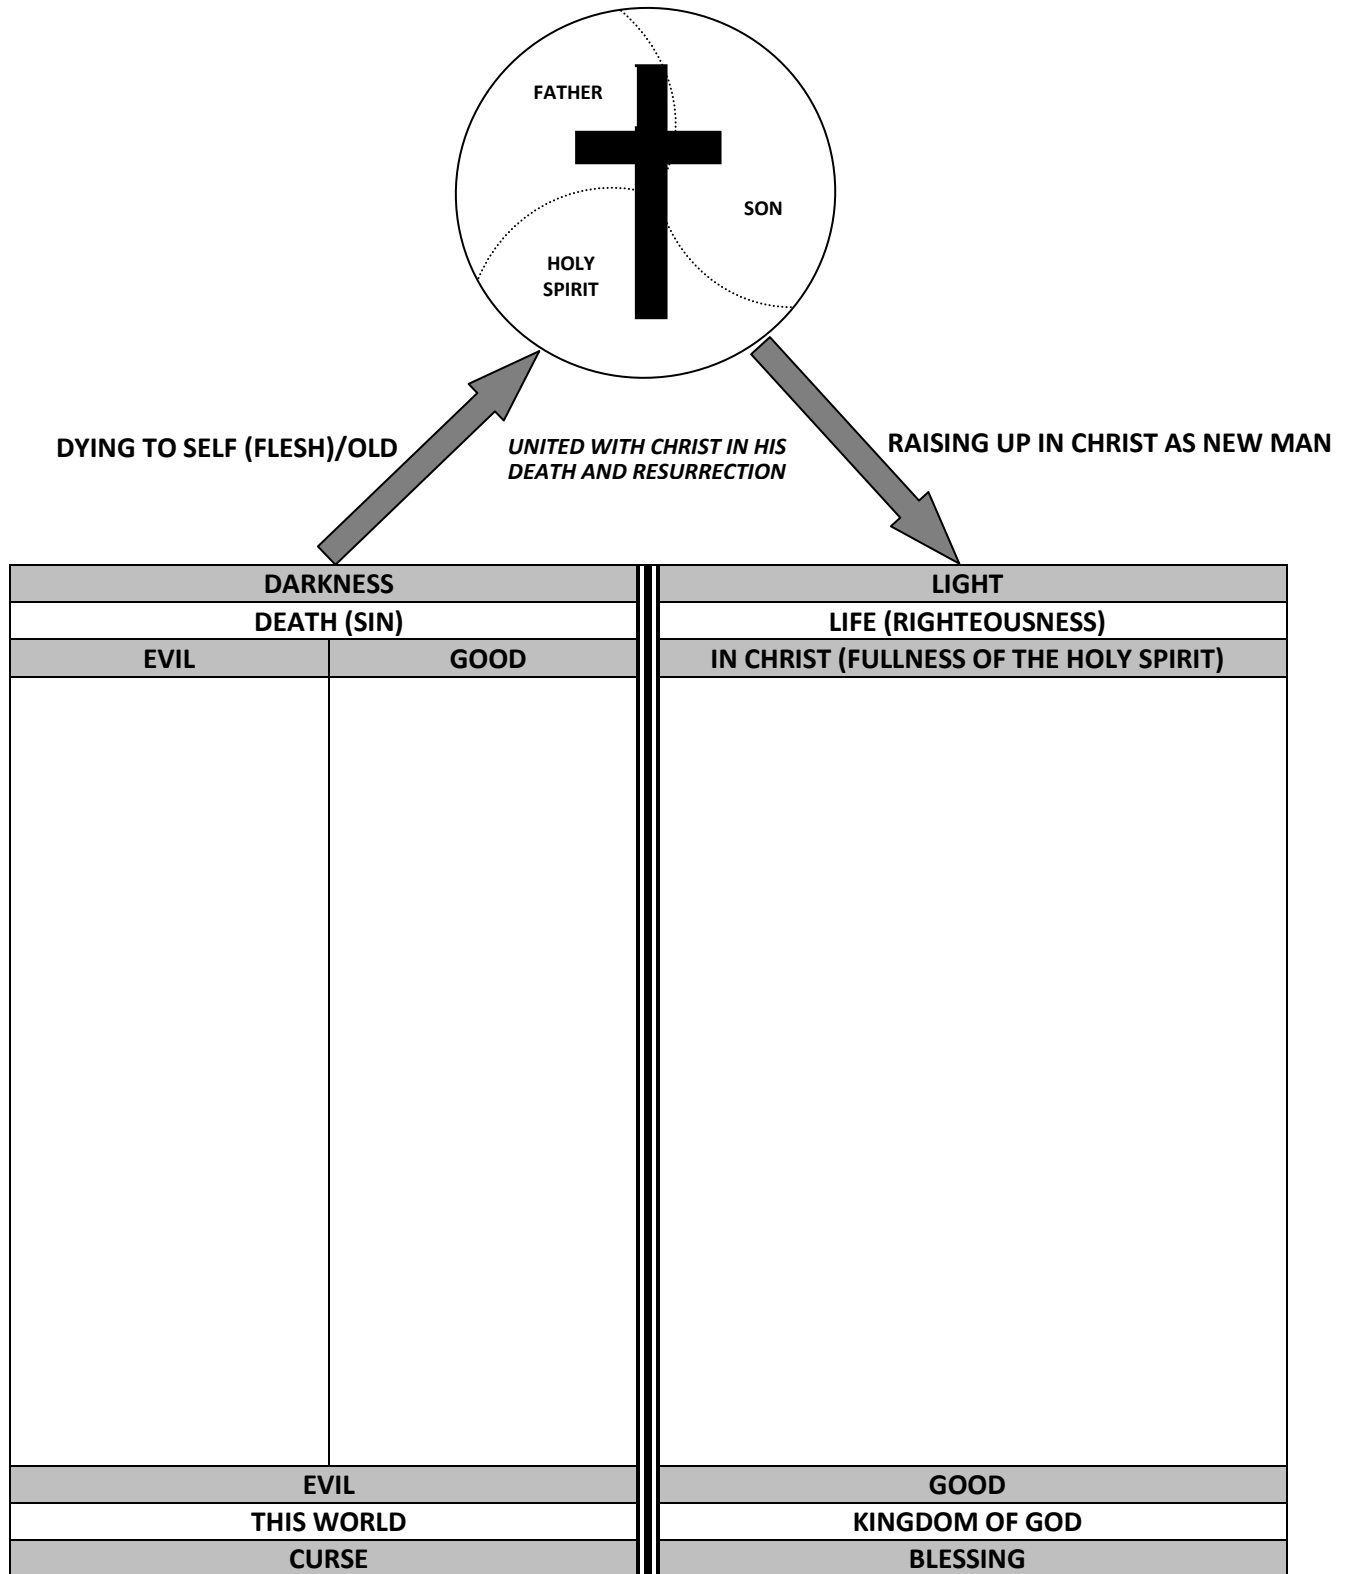 FATHER
SON
HOLY
SPIRIT
DYING TO SELF (FLESH)/OLD
UNITED WITH CHRIST IN HIS
DEATH AND RESURRECTION
RAISING UP IN CHRIST AS NEW MAN
DARKNESS
LIGHT
DEATH (SIN)
LIFE (RIGHTEOUSNESS)
EVIL
GOOD
IN CHRIST (FULLNESS OF THE HOLY SPIRIT)
EVIL
GOOD
THIS WORLD
KINGDOM OF GOD
CURSE
BLESSING